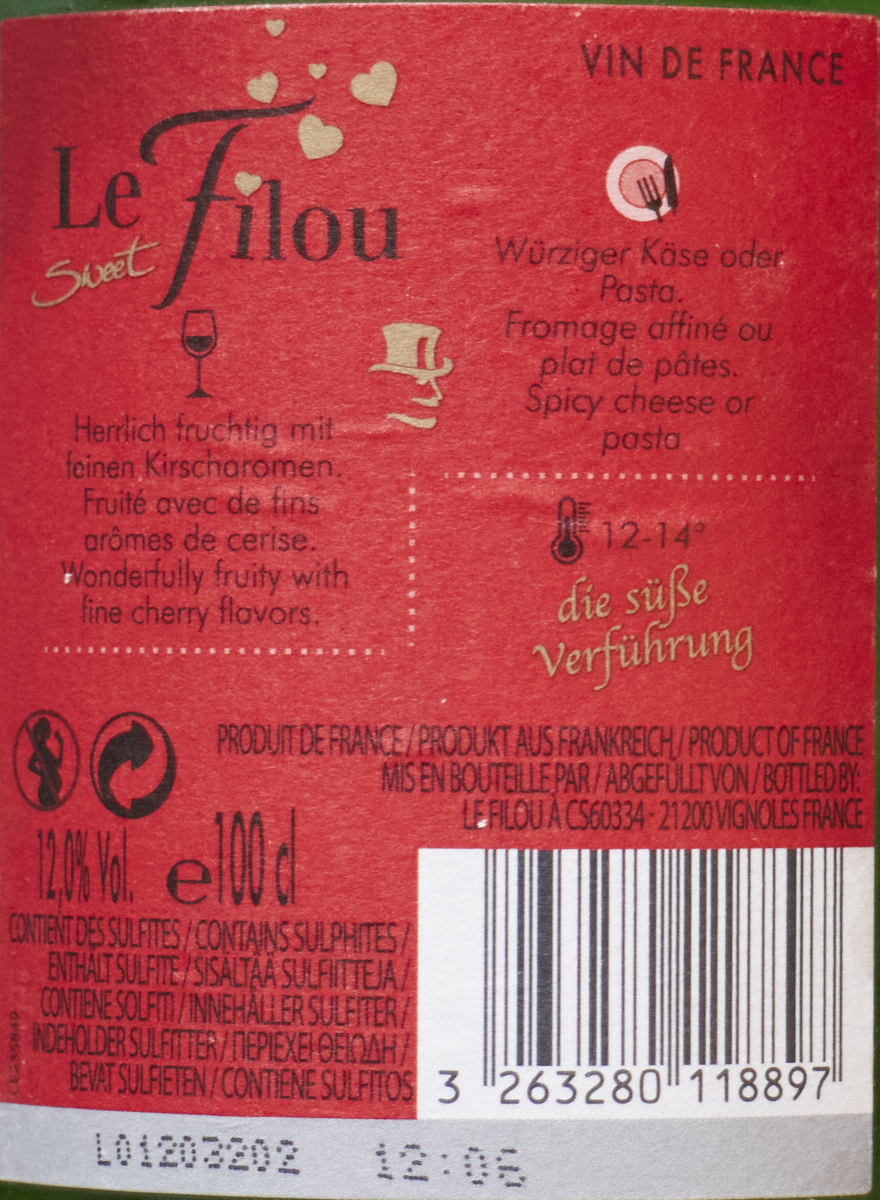 VIN DE FRANCE
Le Filou
Sweet
Würziger Käse oder
Pasta.
Fromage affiné ou
plat de pâtes.
Spicy cheese or
pasta
Herrlich fruchtig mit
feinen Kirscharomen.
Fruité avec de fins
arômes de cerise.
Wonderfully fruity with
fine cherry flavors.
12-14°
die süße
Verführung
PRODUIT DE FRANCE / PRODUKT AUS FRANKREICH / PRODUCT OF FRANCE
MIS EN BOUTEILLE PAR / ABGEFÜLLT VON / BOTTLED BY:
LE FILOU À CS60334 - 21200 VIGNOLES FRANCE
12,0% Vol. e 100 cl
CONTIENT DES SULFITES / CONTAINS SULPHITES /
ENTHÄLT SULFITE / SISÄLTÄÄ SULFIITTEJA /
CONTIENE SOLFITI / INNEHÅLLER SULFITER /
INDEHOLDER SULFITTER / ΠΕΡΙΕΧΕΙ ΘΕΙΩΔΗ /
BEVAT SULFIETEN / CONTIENE SULFITOS
3 263280 118897
L01203202 12:06